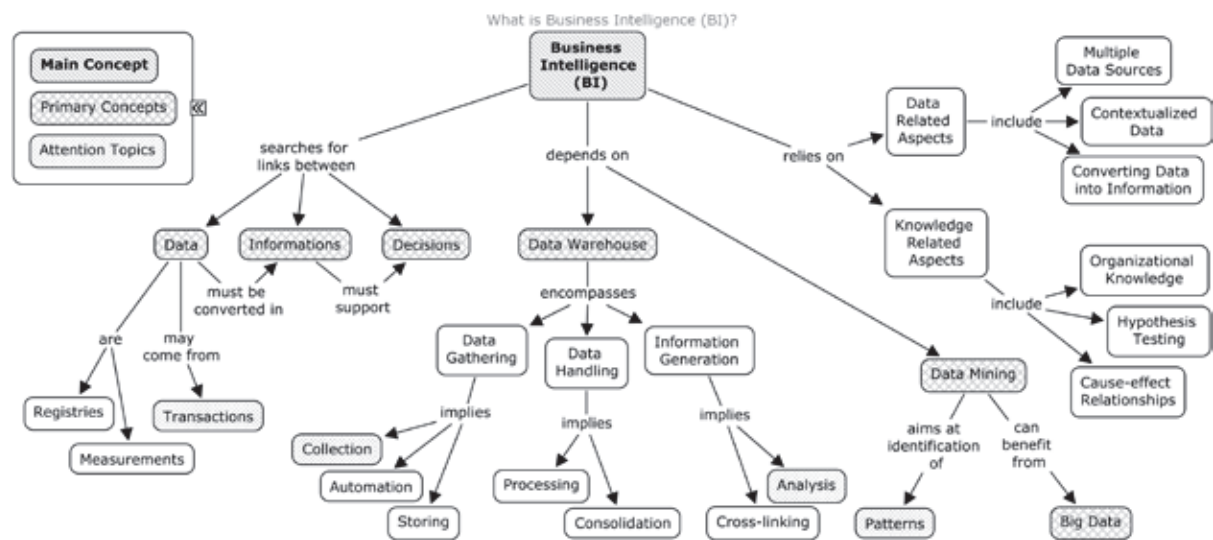 What is Business Intelligence (BI)?
Main Concept
Primary Concepts
Attention Topics
Business
Intelligence
(BI)
searches for
links between
depends on
relies on
Data
Related
Aspects
include
Multiple
Data Sources
Contextualized
Data
Converting Data
into Information
Data
Informations
Decisions
Data Warehouse
Knowledge
Related
Aspects
must be
converted in
must
support
encompasses
include
Organizational
Knowledge
Hypothesis
Testing
Cause-effect
Relationships
are
may
come from
Data
Gathering
Data
Handling
Information
Generation
Data Mining
Registries
Transactions
Measurements
implies
implies
implies
aims at
identification
of
can
benefit
from
Collection
Automation
Storing
Processing
Consolidation
Analysis
Cross-linking
Patterns
Big Data